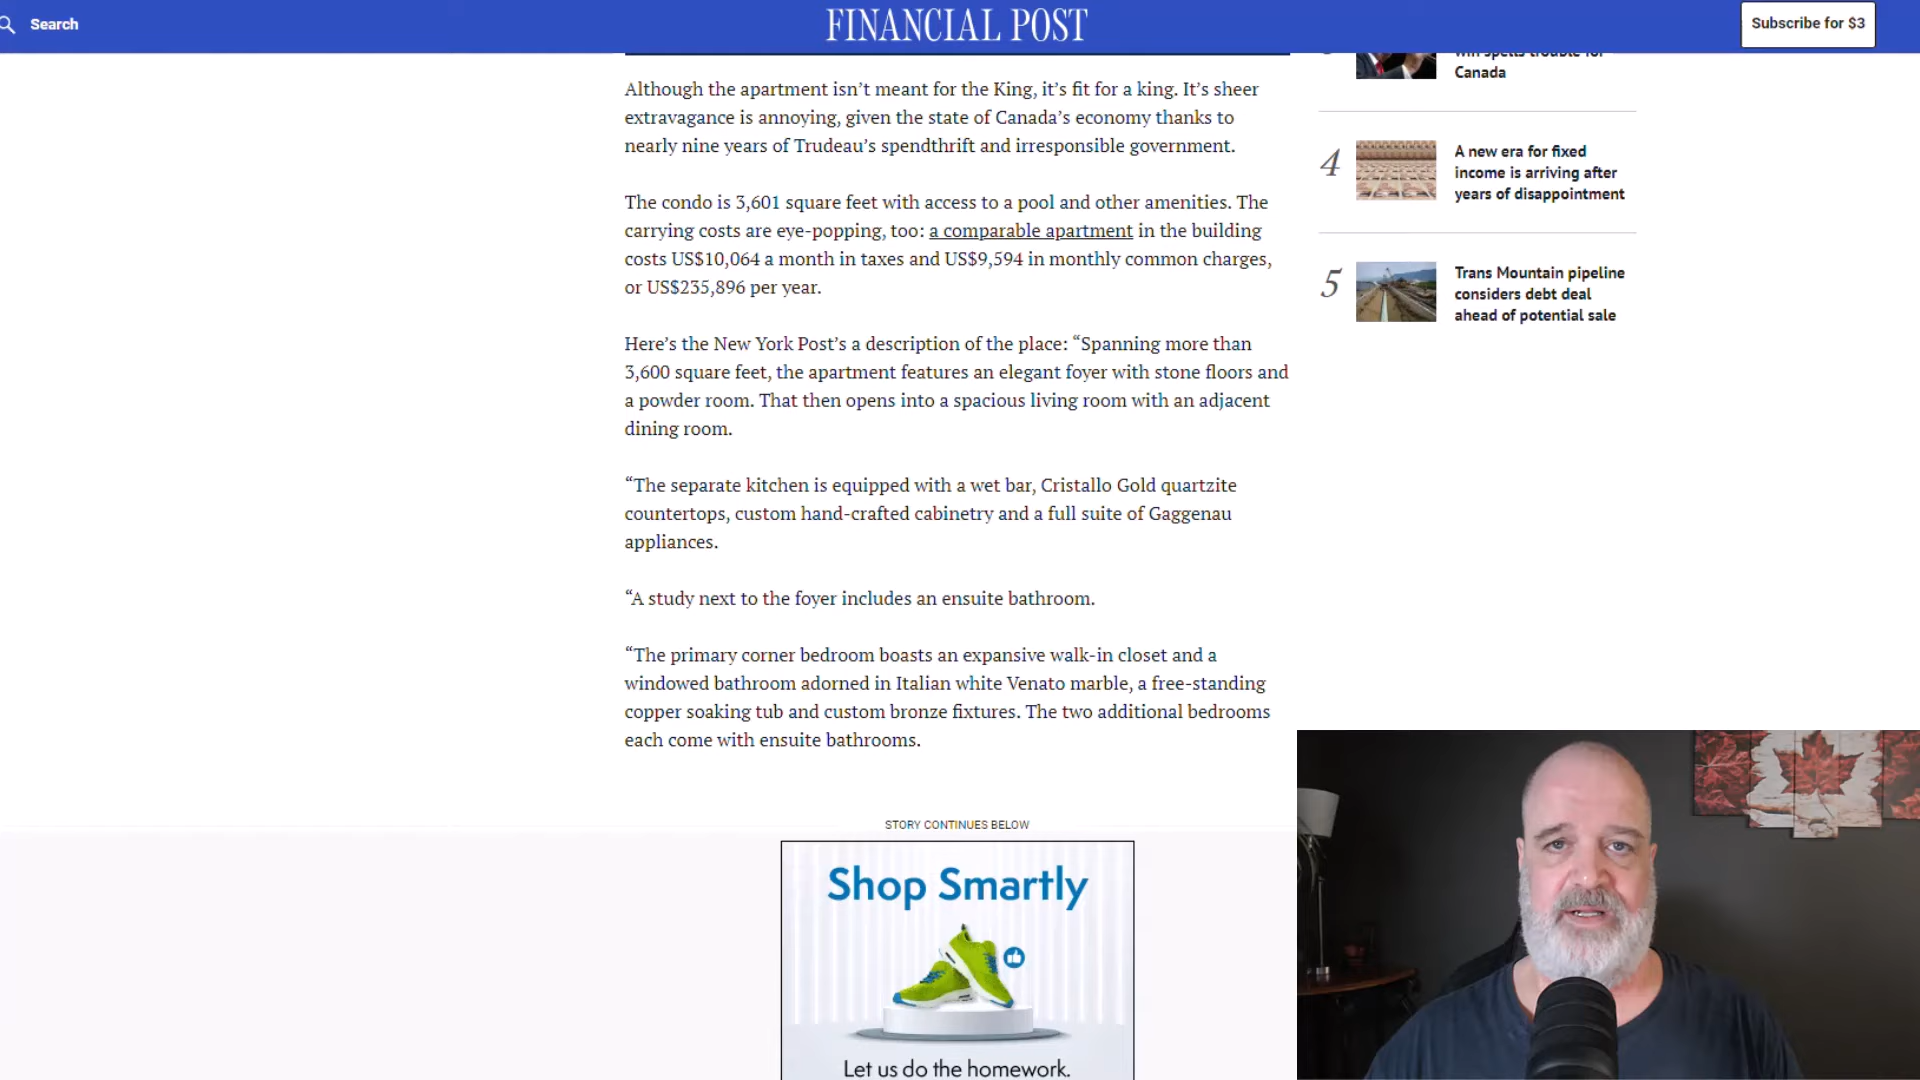 Search
FINANCIAL POST
Subscribe for $3
Although the apartment isn’t meant for the King, it’s fit for a king. It’s sheer
extravagance is annoying, given the state of Canada’s economy thanks to
nearly nine years of Trudeau’s spendthrift and irresponsible government.
The condo is 3,601 square feet with access to a pool and other amenities. The
carrying costs are eye-popping, too: a comparable apartment in the building
costs US$10,064 a month in taxes and US$9,594 in monthly common charges,
or US$235,896 per year.
Here’s the New York Post’s a description of the place: “Spanning more than
3,600 square feet, the apartment features an elegant foyer with stone floors and
a powder room. That then opens into a spacious living room with an adjacent
dining room.
“The separate kitchen is equipped with a wet bar, Cristallo Gold quartzite
countertops, custom hand-crafted cabinetry and a full suite of Gaggenau
appliances.
“A study next to the foyer includes an ensuite bathroom.
“The primary corner bedroom boasts an expansive walk-in closet and a
windowed bathroom adorned in Italian white Venato marble, a free-standing
copper soaking tub and custom bronze fixtures. The two additional bedrooms
each come with ensuite bathrooms.
STORY CONTINUES BELOW
Shop Smartly
Let us do the homework.
win spells trouble for
Canada
4
A new era for fixed
income is arriving after
years of disappointment
5
Trans Mountain pipeline
considers debt deal
ahead of potential sale